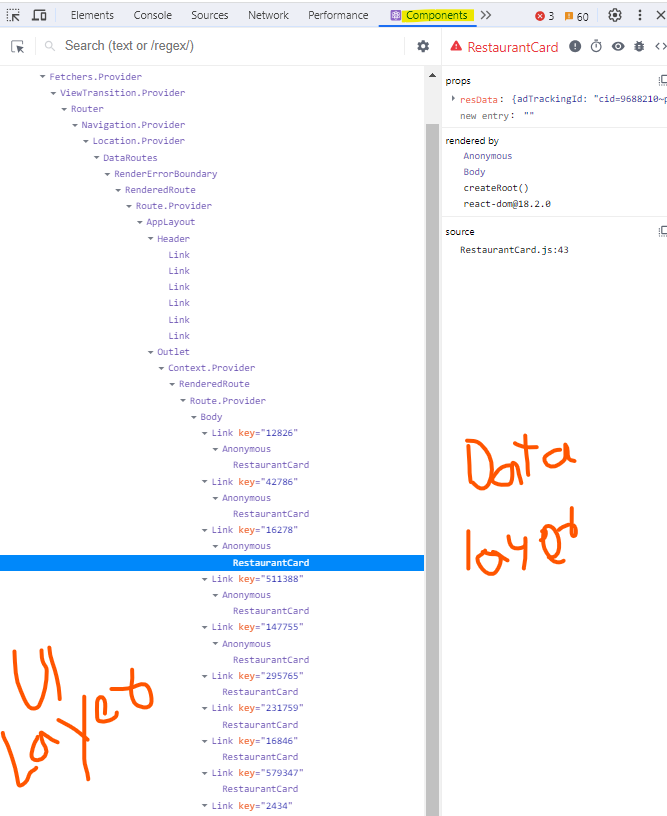 Elements Console Sources Network Performance Components 3 60
Search (text or /regex/)
RestaurantCard
Fetchers.Provider
ViewTransition.Provider
Router
Navigation.Provider
Location.Provider
DataRoutes
RenderErrorBoundary
RenderedRoute
Route.Provider
AppLayout
Header
Link
Link
Link
Link
Link
Link
Outlet
Context.Provider
RenderedRoute
Route.Provider
Body
Link key="12826"
Anonymous
RestaurantCard
Link key="42786"
Anonymous
RestaurantCard
Link key="16278"
Anonymous
RestaurantCard
Link key="511388"
Anonymous
RestaurantCard
Link key="147755"
Anonymous
RestaurantCard
Link key="295765"
RestaurantCard
Link key="231759"
RestaurantCard
Link key="16846"
RestaurantCard
Link key="579347"
RestaurantCard
Link key="2434"
UI
Layer
props
resData: {adTrackingId: "cid=9688210~p
new entry: ""
rendered by
Anonymous
Body
createRoot()
react-dom@18.2.0
source
RestaurantCard.js:43
Data
layer